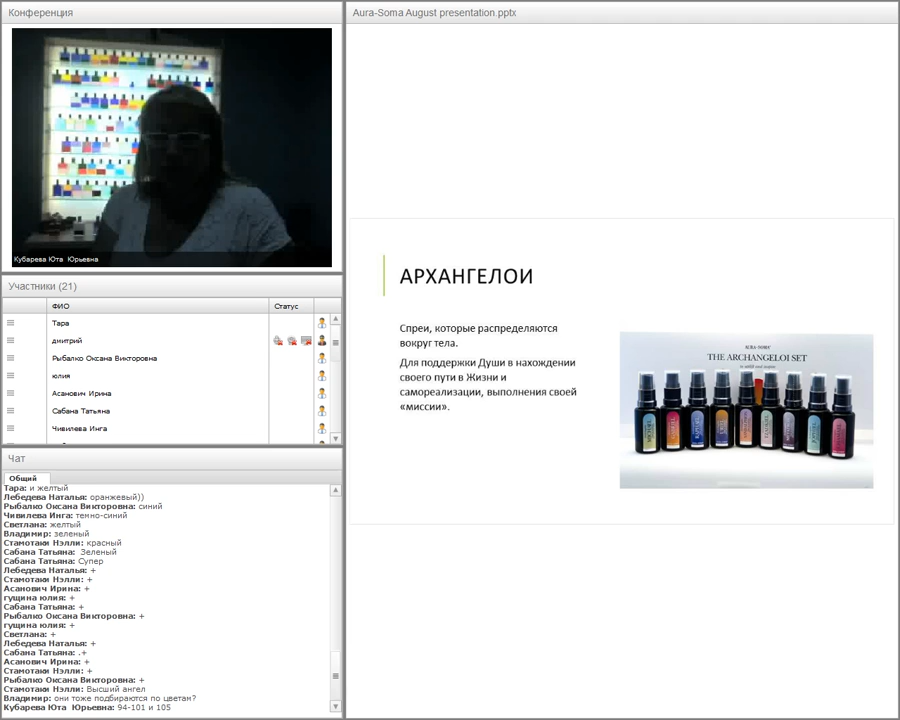 Конференция
Кубарева Юта Юрьевна
Участники (21)
ФИО
Статус
Тара
дмитрий
Рыбалко Оксана Викторовна
юлия
Асанович Ирина
Сабана Татьяна
Чивилева Инга
Чат
Общий
Тара: и желтый
Лебедева Наталья: оранжевый))
Рыбалко Оксана Викторовна: синий
Чивилева Инга: темно-синий
Светлана: желтый
Владимир: зеленый
Стамотаки Нэлли: красный
Сабана Татьяна: Зеленый
Сабана Татьяна: Супер
Лебедева Наталья: +
Стамотаки Нэлли: +
Асанович Ирина: +
гущина юлия: +
Сабана Татьяна: +
Рыбалко Оксана Викторовна: +
гущина юлия: +
Светлана: +
Лебедева Наталья: +
Сабана Татьяна: .+
Асанович Ирина: +
Стамотаки Нэлли: +
Рыбалко Оксана Викторовна: +
Стамотаки Нэлли: Высший ангел
Владимир: они тоже подбираются по цветам?
Кубарева Юта Юрьевна: 94-101 и 105
Aura-Soma August presentation.pptx
АРХАНГЕЛОИ
Спреи, которые распределяются
вокруг тела.
Для поддержки Души в нахождении
своего пути в Жизни и
самореализации, выполнения своей
«миссии».
AURA-SOMA
THE ARCHANGELOI SET